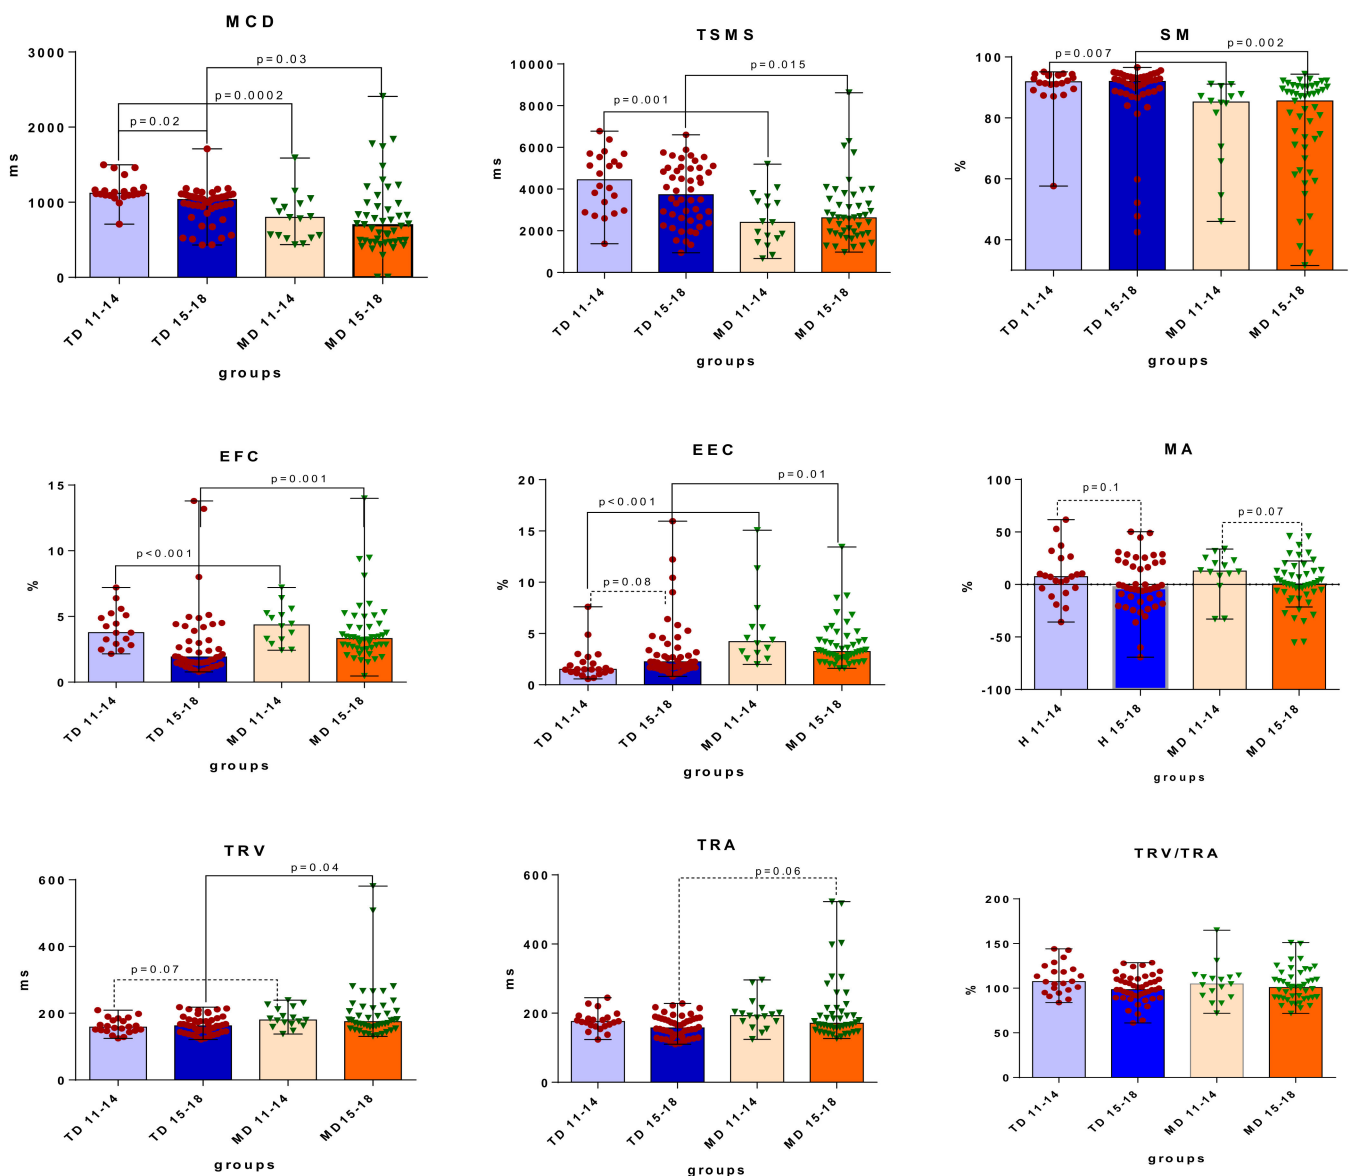 MCD
3000
2000
1000
0
ms
p=0.03
p=0.0002
p=0.02
TD 11-14
TD 15-18
MD 11-14
MD 15-18
groups
TSMS
10000
8000
6000
4000
2000
0
ms
p=0.015
p=0.001
TD 11-14
TD 15-18
MD 11-14
MD 15-18
groups
SM
100
80
60
40
%
p=0.007
p=0.002
TD 11-14
TD 15-18
MD 11-14
MD 15-18
groups
EFC
15
10
5
0
%
p=0.001
p<0.001
TD 11-14
TD 15-18
MD 11-14
MD 15-18
groups
EEC
20
15
10
5
0
%
p=0.01
p<0.001
p=0.08
TD 11-14
TD 15-18
MD 11-14
MD 15-18
groups
MA
100
50
0
-50
-100
%
p=0.1
p=0.07
H 11-14
H 15-18
MD 11-14
MD 15-18
groups
TRV
600
400
200
0
ms
p=0.04
p=0.07
TD 11-14
TD 15-18
MD 11-14
MD 15-18
groups
TRA
600
400
200
0
ms
p=0.06
TD 11-14
TD 15-18
MD 11-14
MD 15-18
groups
TRV/TRA
200
150
100
50
0
%
TD 11-14
TD 15-18
MD 11-14
MD 15-18
groups